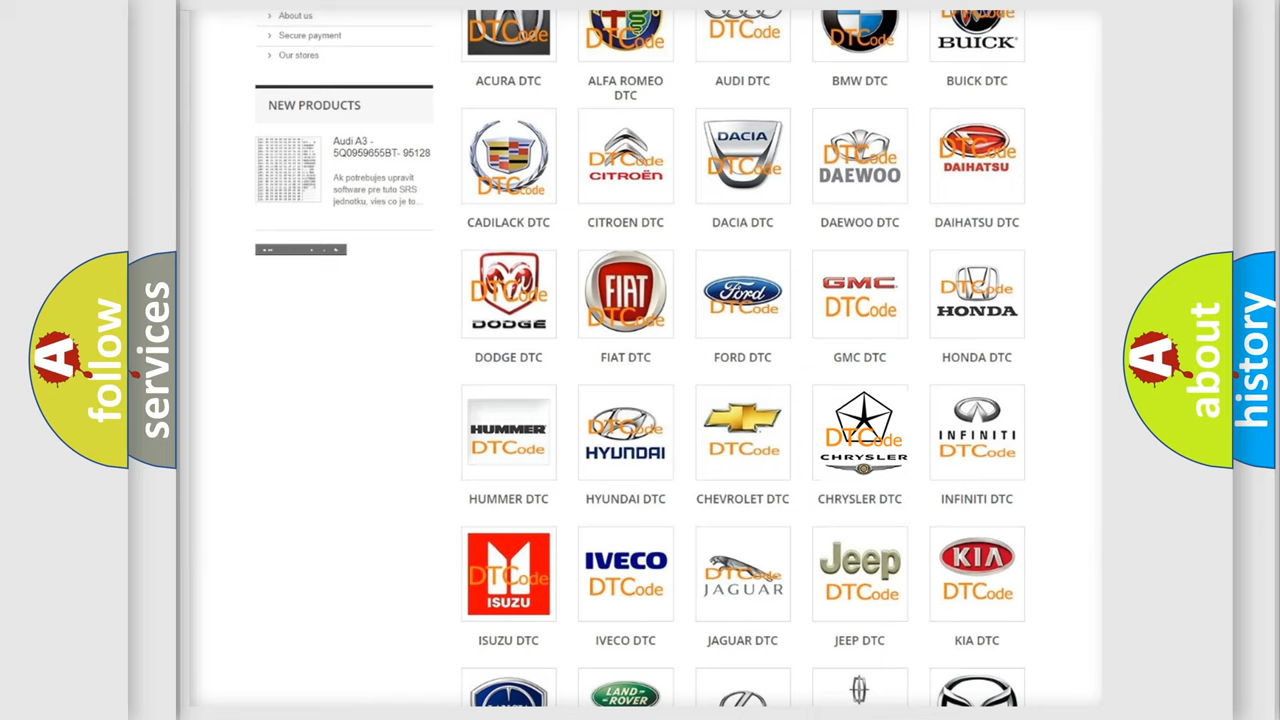 About us
Secure payment
Our stores
NEW PRODUCTS
Audi A3 -
5Q0959655BT- 95128
Ak potrebujes upravit
software pre tuto SRS
jednotku, vies co je to...
DTCode
DTCode
DTCode
DTCode
BUICK
ACURA DTC
ALFA ROMEO
DTC
AUDI DTC
BMW DTC
BUICK DTC
DTCode
DTCode
CITROËN
DACIA
DTCode
DTCode
DAEWOO
DTCode
DAIHATSU
CADILACK DTC
CITROEN DTC
DACIA DTC
DAEWOO DTC
DAIHATSU DTC
DTCode
DODGE
FIAT
DTCode
Ford
DTCode
GMC
DTCode
DTCode
HONDA
DODGE DTC
FIAT DTC
FORD DTC
GMC DTC
HONDA DTC
HUMMER
DTCode
DTCode
HYUNDAI
DTCode
DTCode
CHRYSLER
INFINITI
DTCode
HUMMER DTC
HYUNDAI DTC
CHEVROLET DTC
CHRYSLER DTC
INFINITI DTC
DTCode
ISUZU
IVECO
DTCode
DTCode
JAGUAR
Jeep
DTCode
KIA
DTCode
ISUZU DTC
IVECO DTC
JAGUAR DTC
JEEP DTC
KIA DTC
LAND-
ROVER
A
follow
services
A
about
history